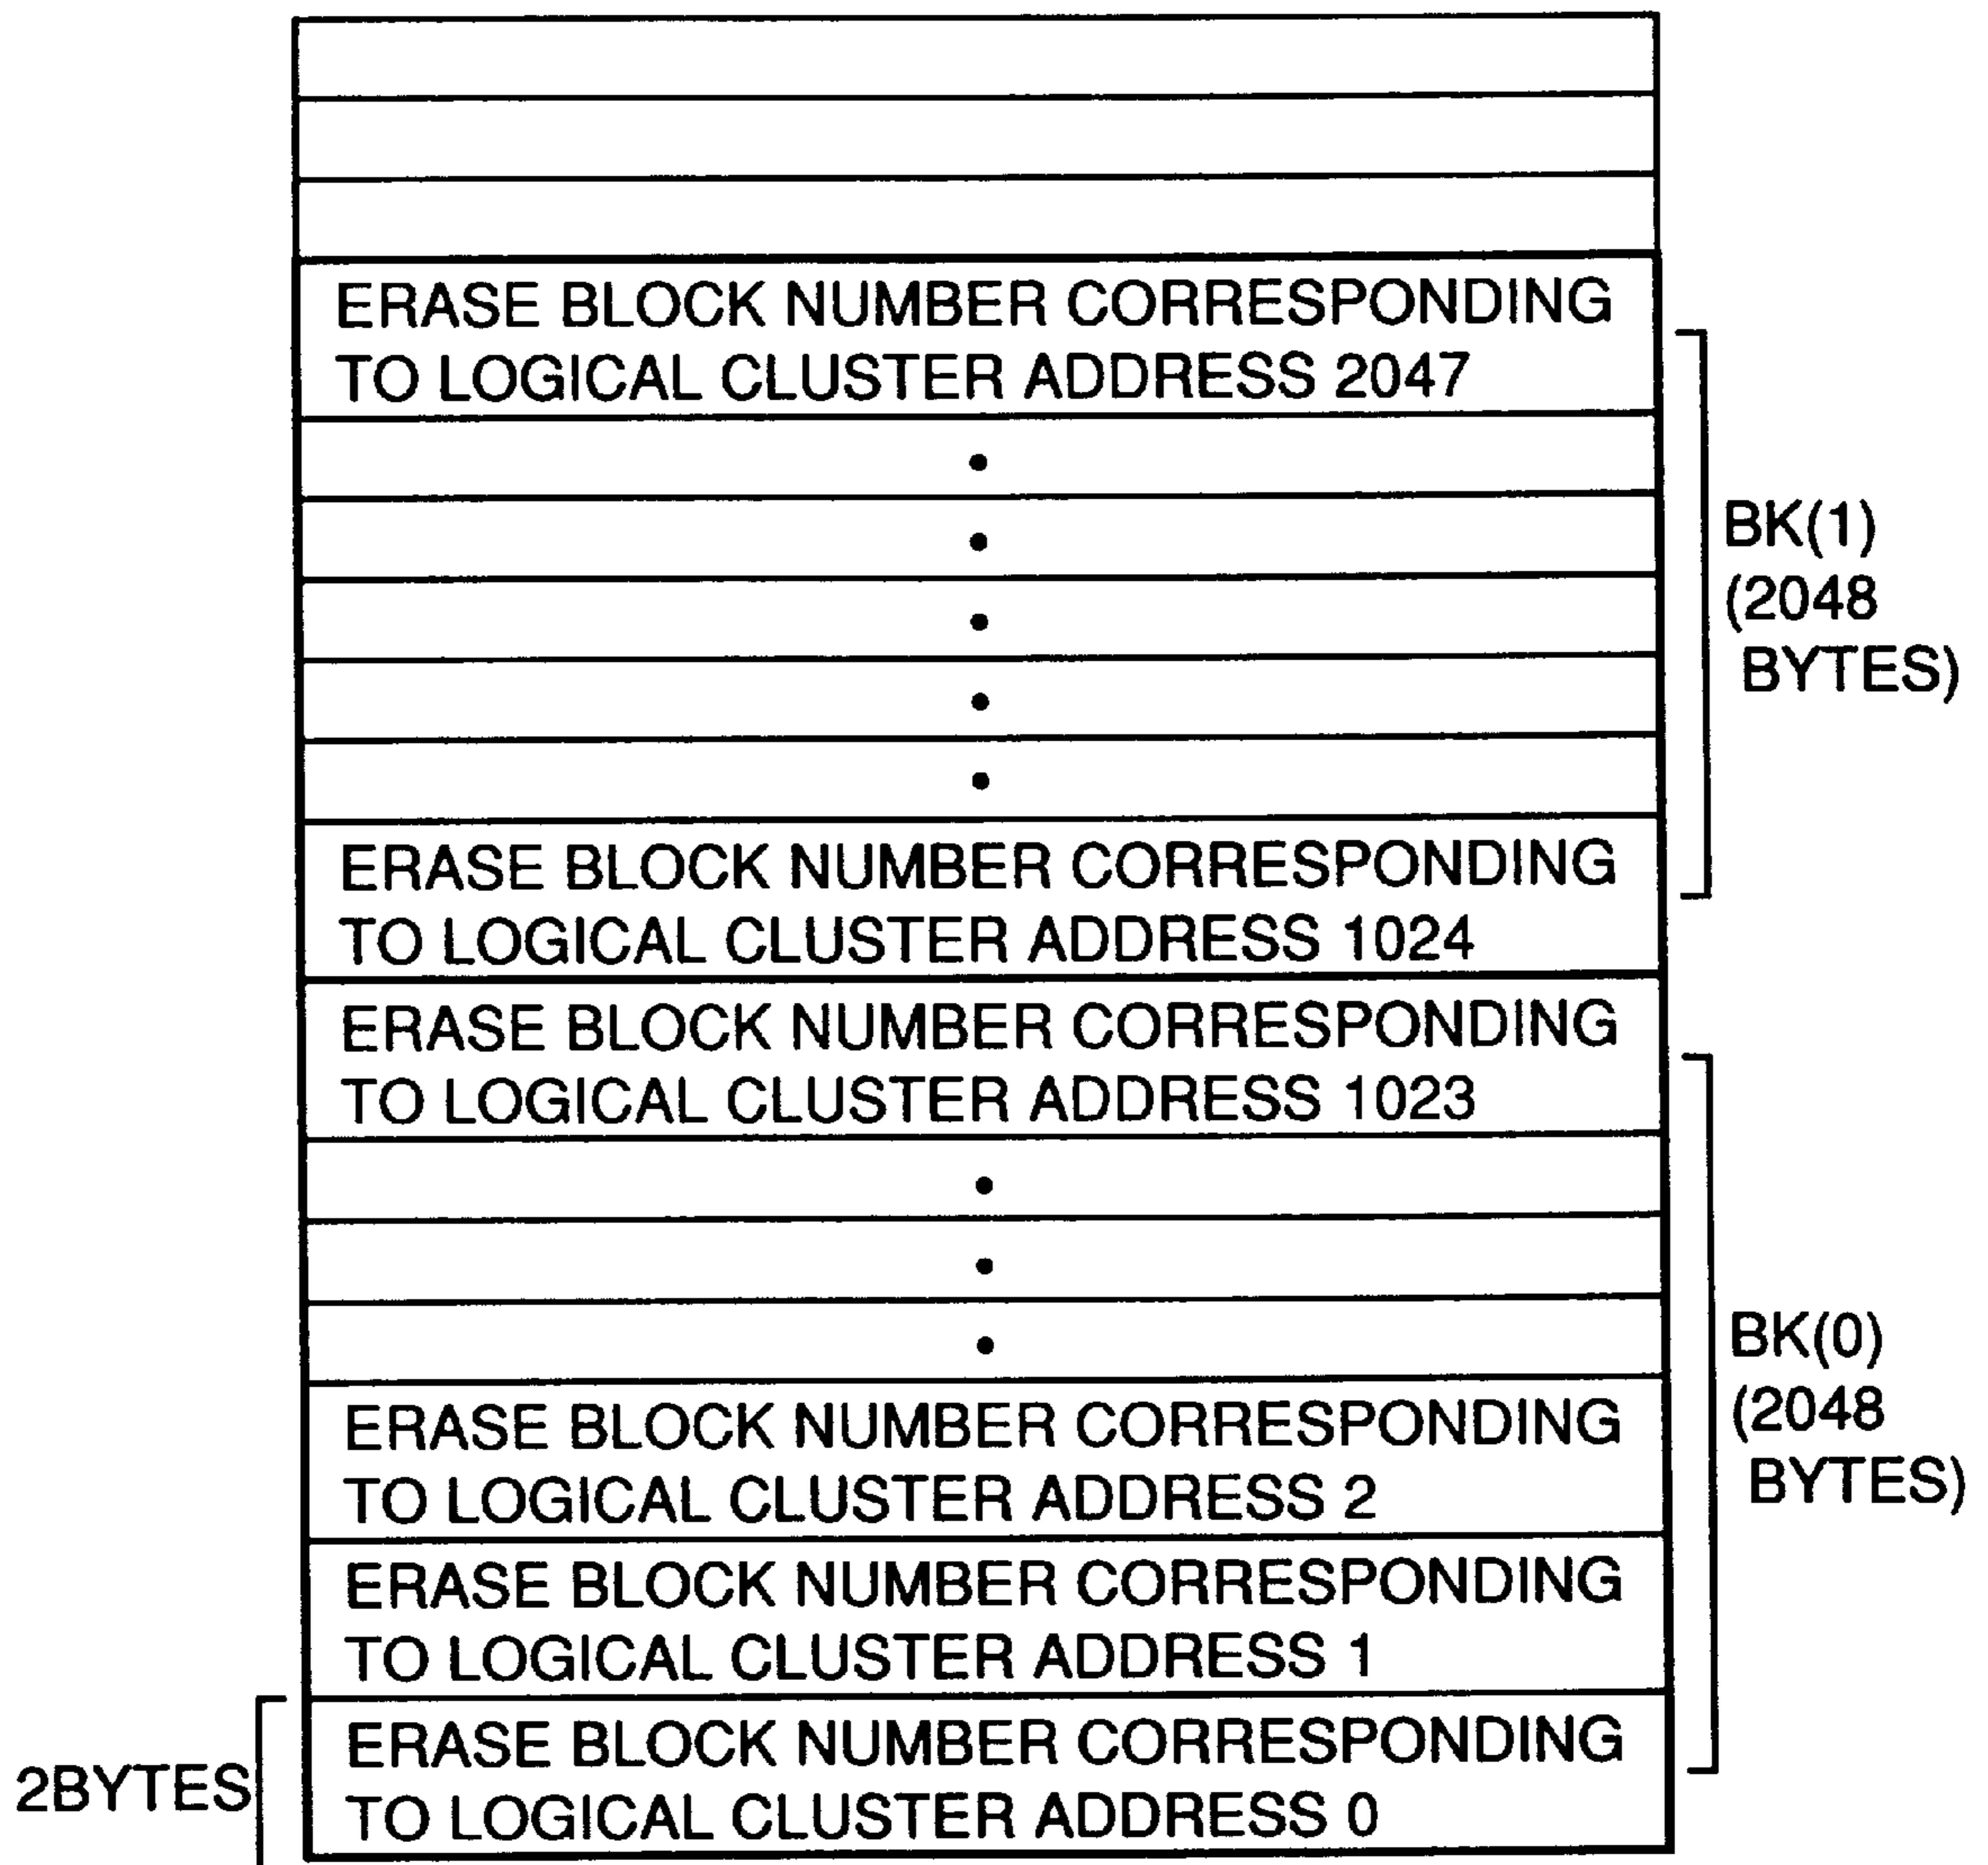 ERASE BLOCK NUMBER CORRESPONDING
TO LOGICAL CLUSTER ADDRESS 2047
BK(1)
(2048
BYTES)
ERASE BLOCK NUMBER CORRESPONDING
TO LOGICAL CLUSTER ADDRESS 1024
ERASE BLOCK NUMBER CORRESPONDING
TO LOGICAL CLUSTER ADDRESS 1023
BK(0)
(2048
BYTES)
ERASE BLOCK NUMBER CORRESPONDING
TO LOGICAL CLUSTER ADDRESS 2
ERASE BLOCK NUMBER CORRESPONDING
TO LOGICAL CLUSTER ADDRESS 1
2BYTES
ERASE BLOCK NUMBER CORRESPONDING
TO LOGICAL CLUSTER ADDRESS 0